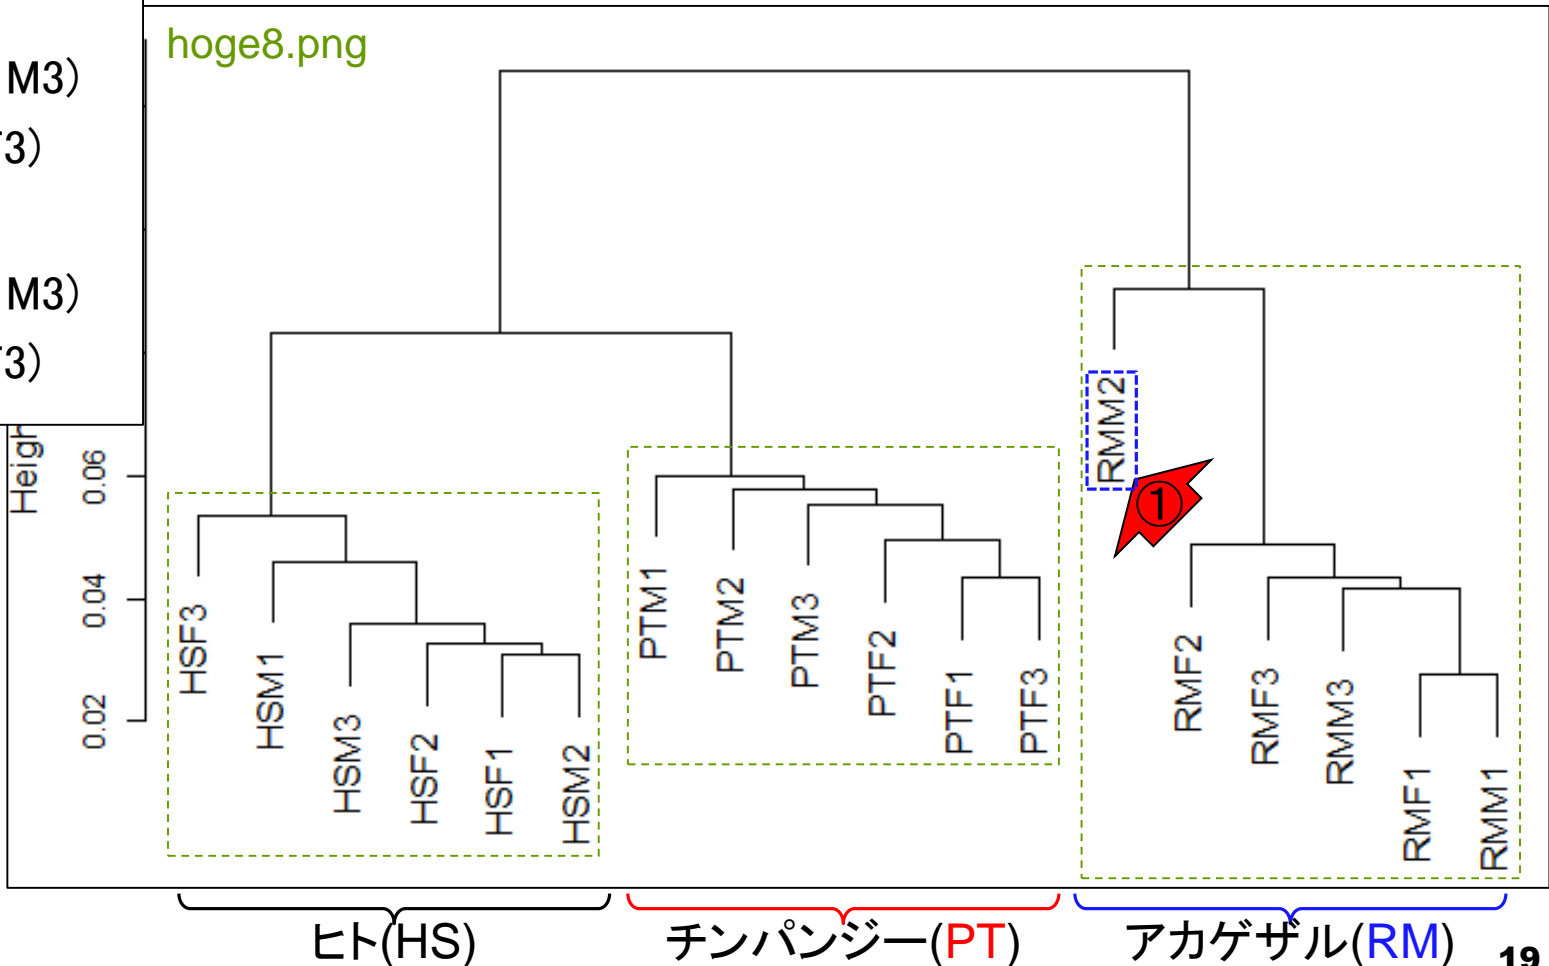 hoge8.png
M3)
3)
M3)
3)
Heigh
0.06
0.04
0.02
RMM2
①
HSF3
HSM1
HSM3
HSF2
HSF1
HSM2
PTM1
PTM2
PTM3
PTF2
PTF1
PTF3
RMF2
RMF3
RMM3
RMF1
RMM1
ヒト(HS)
チンパンジー(PT)
アカゲザル(RM)
19